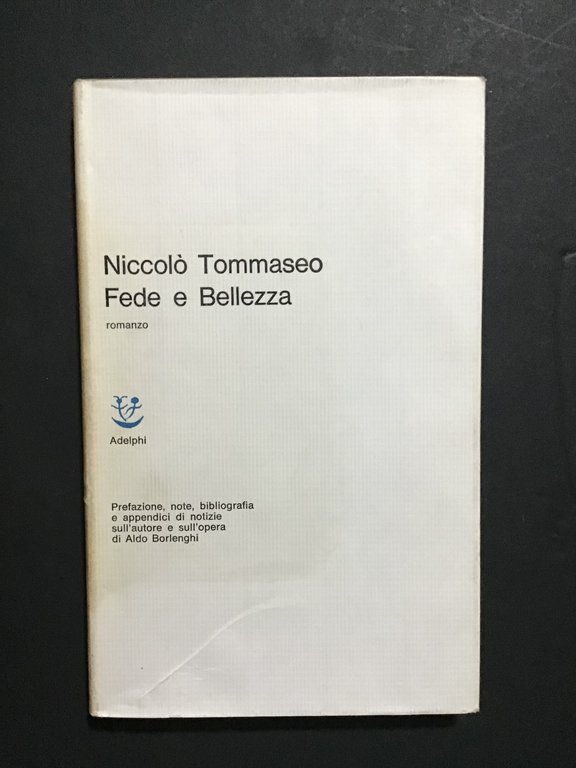 Niccolò Tommaseo
Fede e Bellezza
romanzo
Adelphi
Prefazione, note, bibliografia
e appendici di notizie
sull'autore e sull'opera
di Aldo Borlenghi